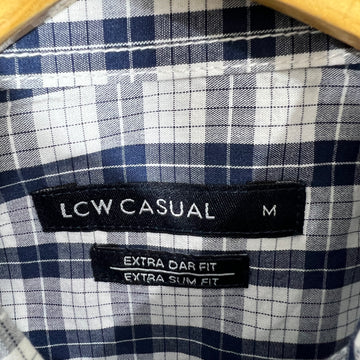 LCW CASUAL M
EXTRA DAR FIT
EXTRA SLIM FIT